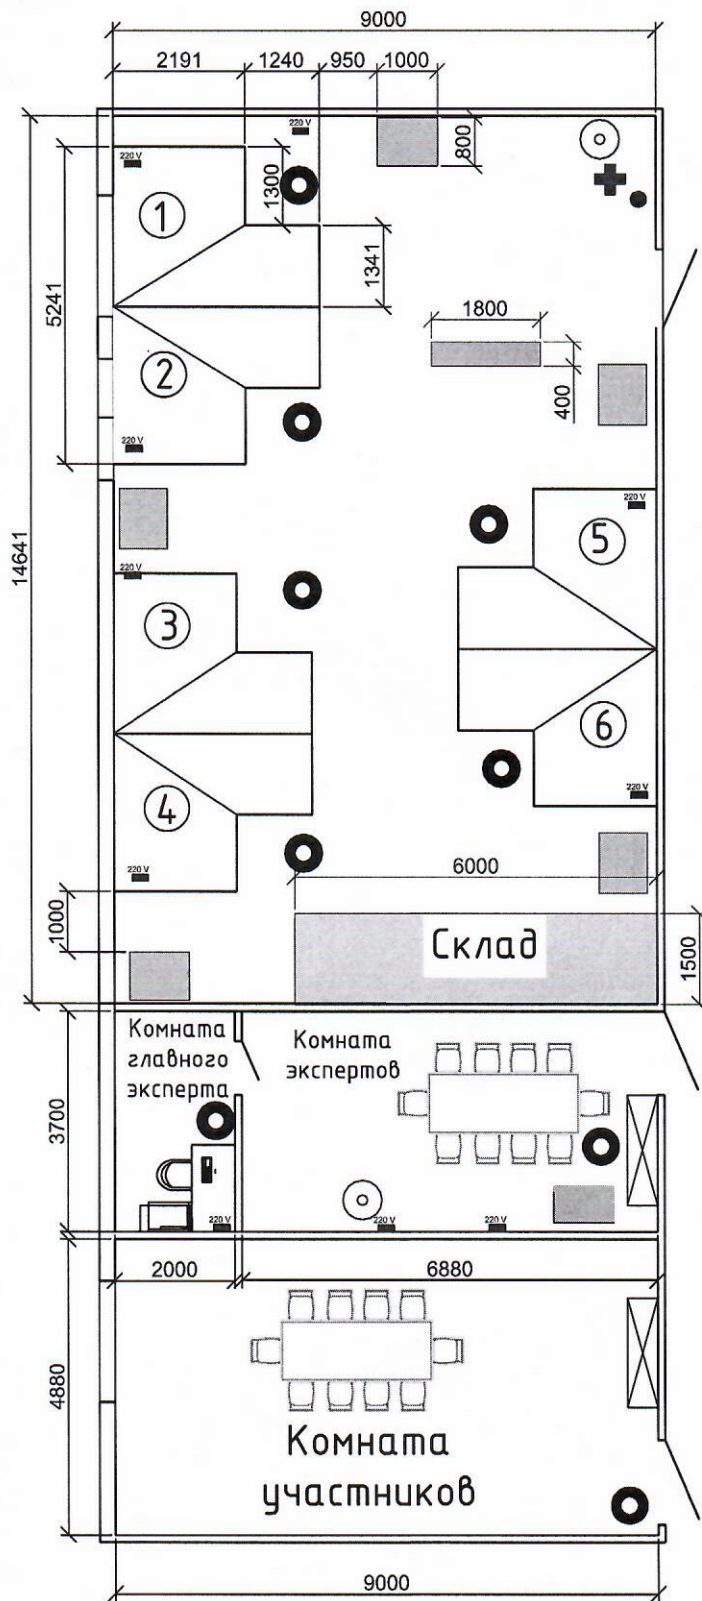 9000
2191
1240
950
1000
220 V
800
220 V
1300
1
1341
5241
1800
2
400
220 V
14641
220 V
5
220 V
3
6
220 V
4
220 V
6000
1000
Склад
1500
Комната
главного
эксперта
Комната
экспертов
3700
220 V
220 V
220 V
2000
6880
4880
Комната
участников
9000